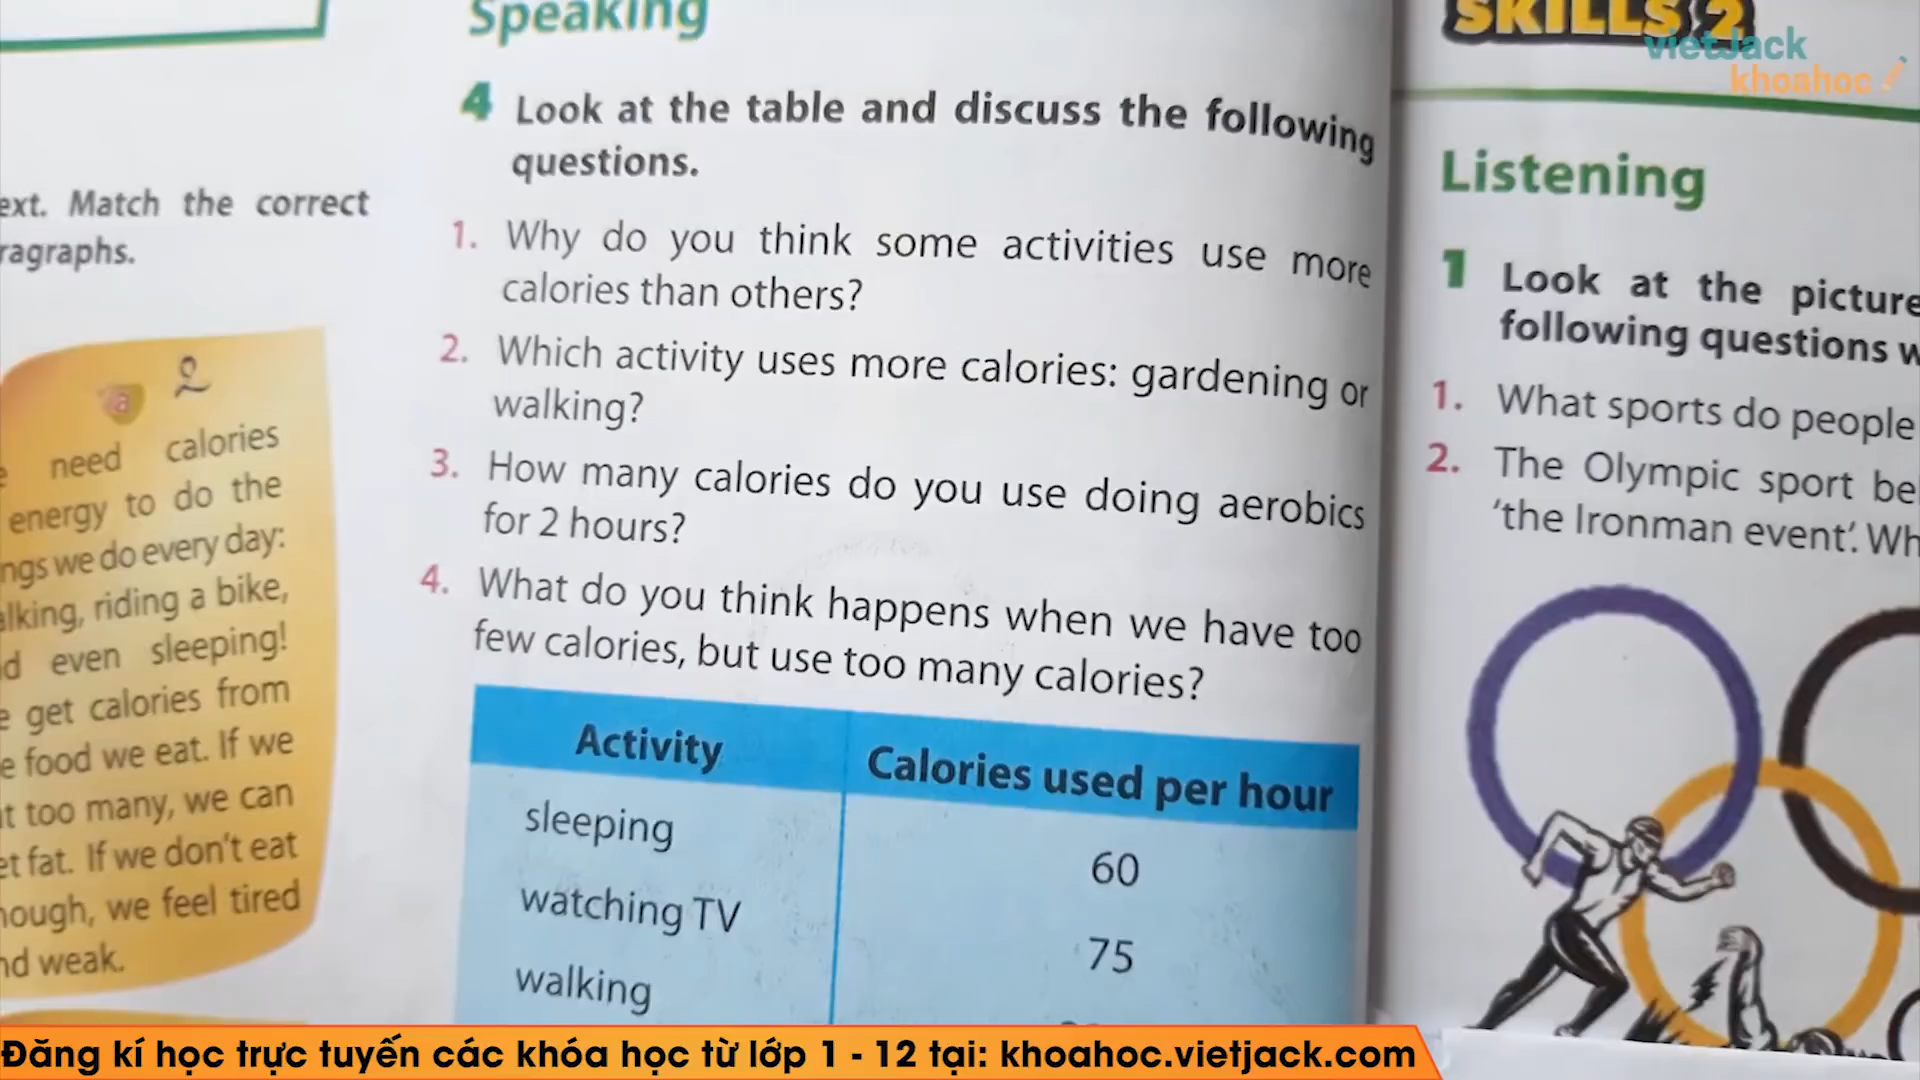 ext. Match the correct
ragraphs.
a 2
need calories
energy to do the
ngs we do every day:
alking, riding a bike,
d even sleeping!
e get calories from
e food we eat. If we
at too many, we can
et fat. If we don't eat
nough, we feel tired
nd weak.
Speaking
4 Look at the table and discuss the following
questions.
1. Why do you think some activities use more
calories than others?
2. Which activity uses more calories: gardening or
walking?
3. How many calories do you use doing aerobics
for 2 hours?
4. What do you think happens when we have too
few calories, but use too many calories?
Activity Calories used per hour
sleeping 60
watching TV 75
walking
SKILLS 2
vietJack
khoahoc
Listening
1 Look at the picture
following questions w
1. What sports do people
2. The Olympic sport be
'the Ironman event'. Wh
Đăng kí học trực tuyến các khóa học từ lớp 1 - 12 tại: khoahoc.vietjack.com